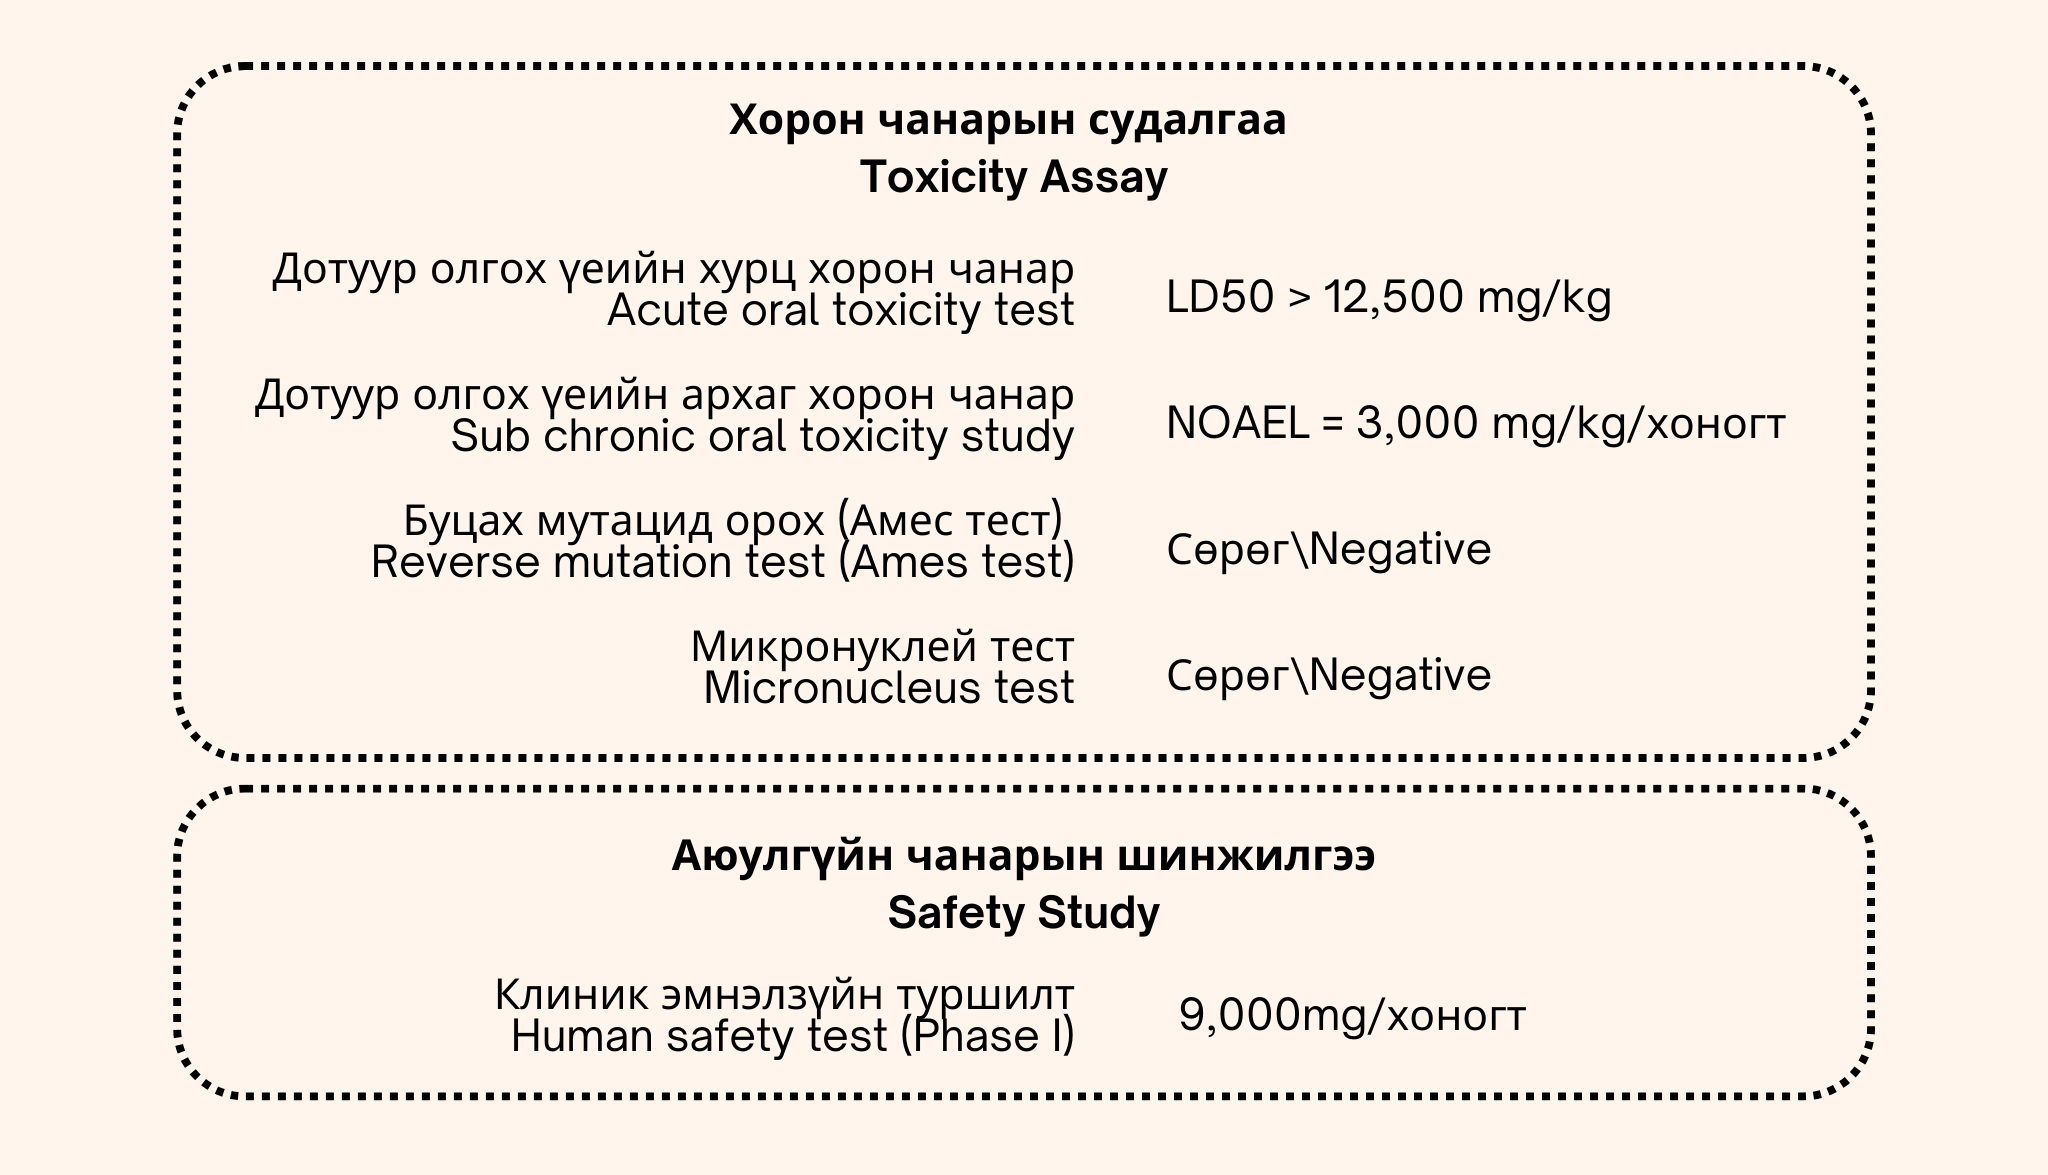 Хорон чанарын судалгаа
Toxicity Assay
Дотуур олгох үеийн хурц хорон чанар
Acute oral toxicity test
LD50 > 12,500 mg/kg
Дотуур олгох үеийн архаг хорон чанар
Sub chronic oral toxicity study
NOAEL = 3,000 mg/kg/хоногт
Буцах мутацид орох (Амес тест)
Reverse mutation test (Ames test)
Сөрөг\Negative
Микронуклей тест
Micronucleus test
Сөрөг\Negative
Аюулгүйн чанарын шинжилгээ
Safety Study
Клиник эмнэлзүйн туршилт
Human safety test (Phase I)
9,000mg/хоногт